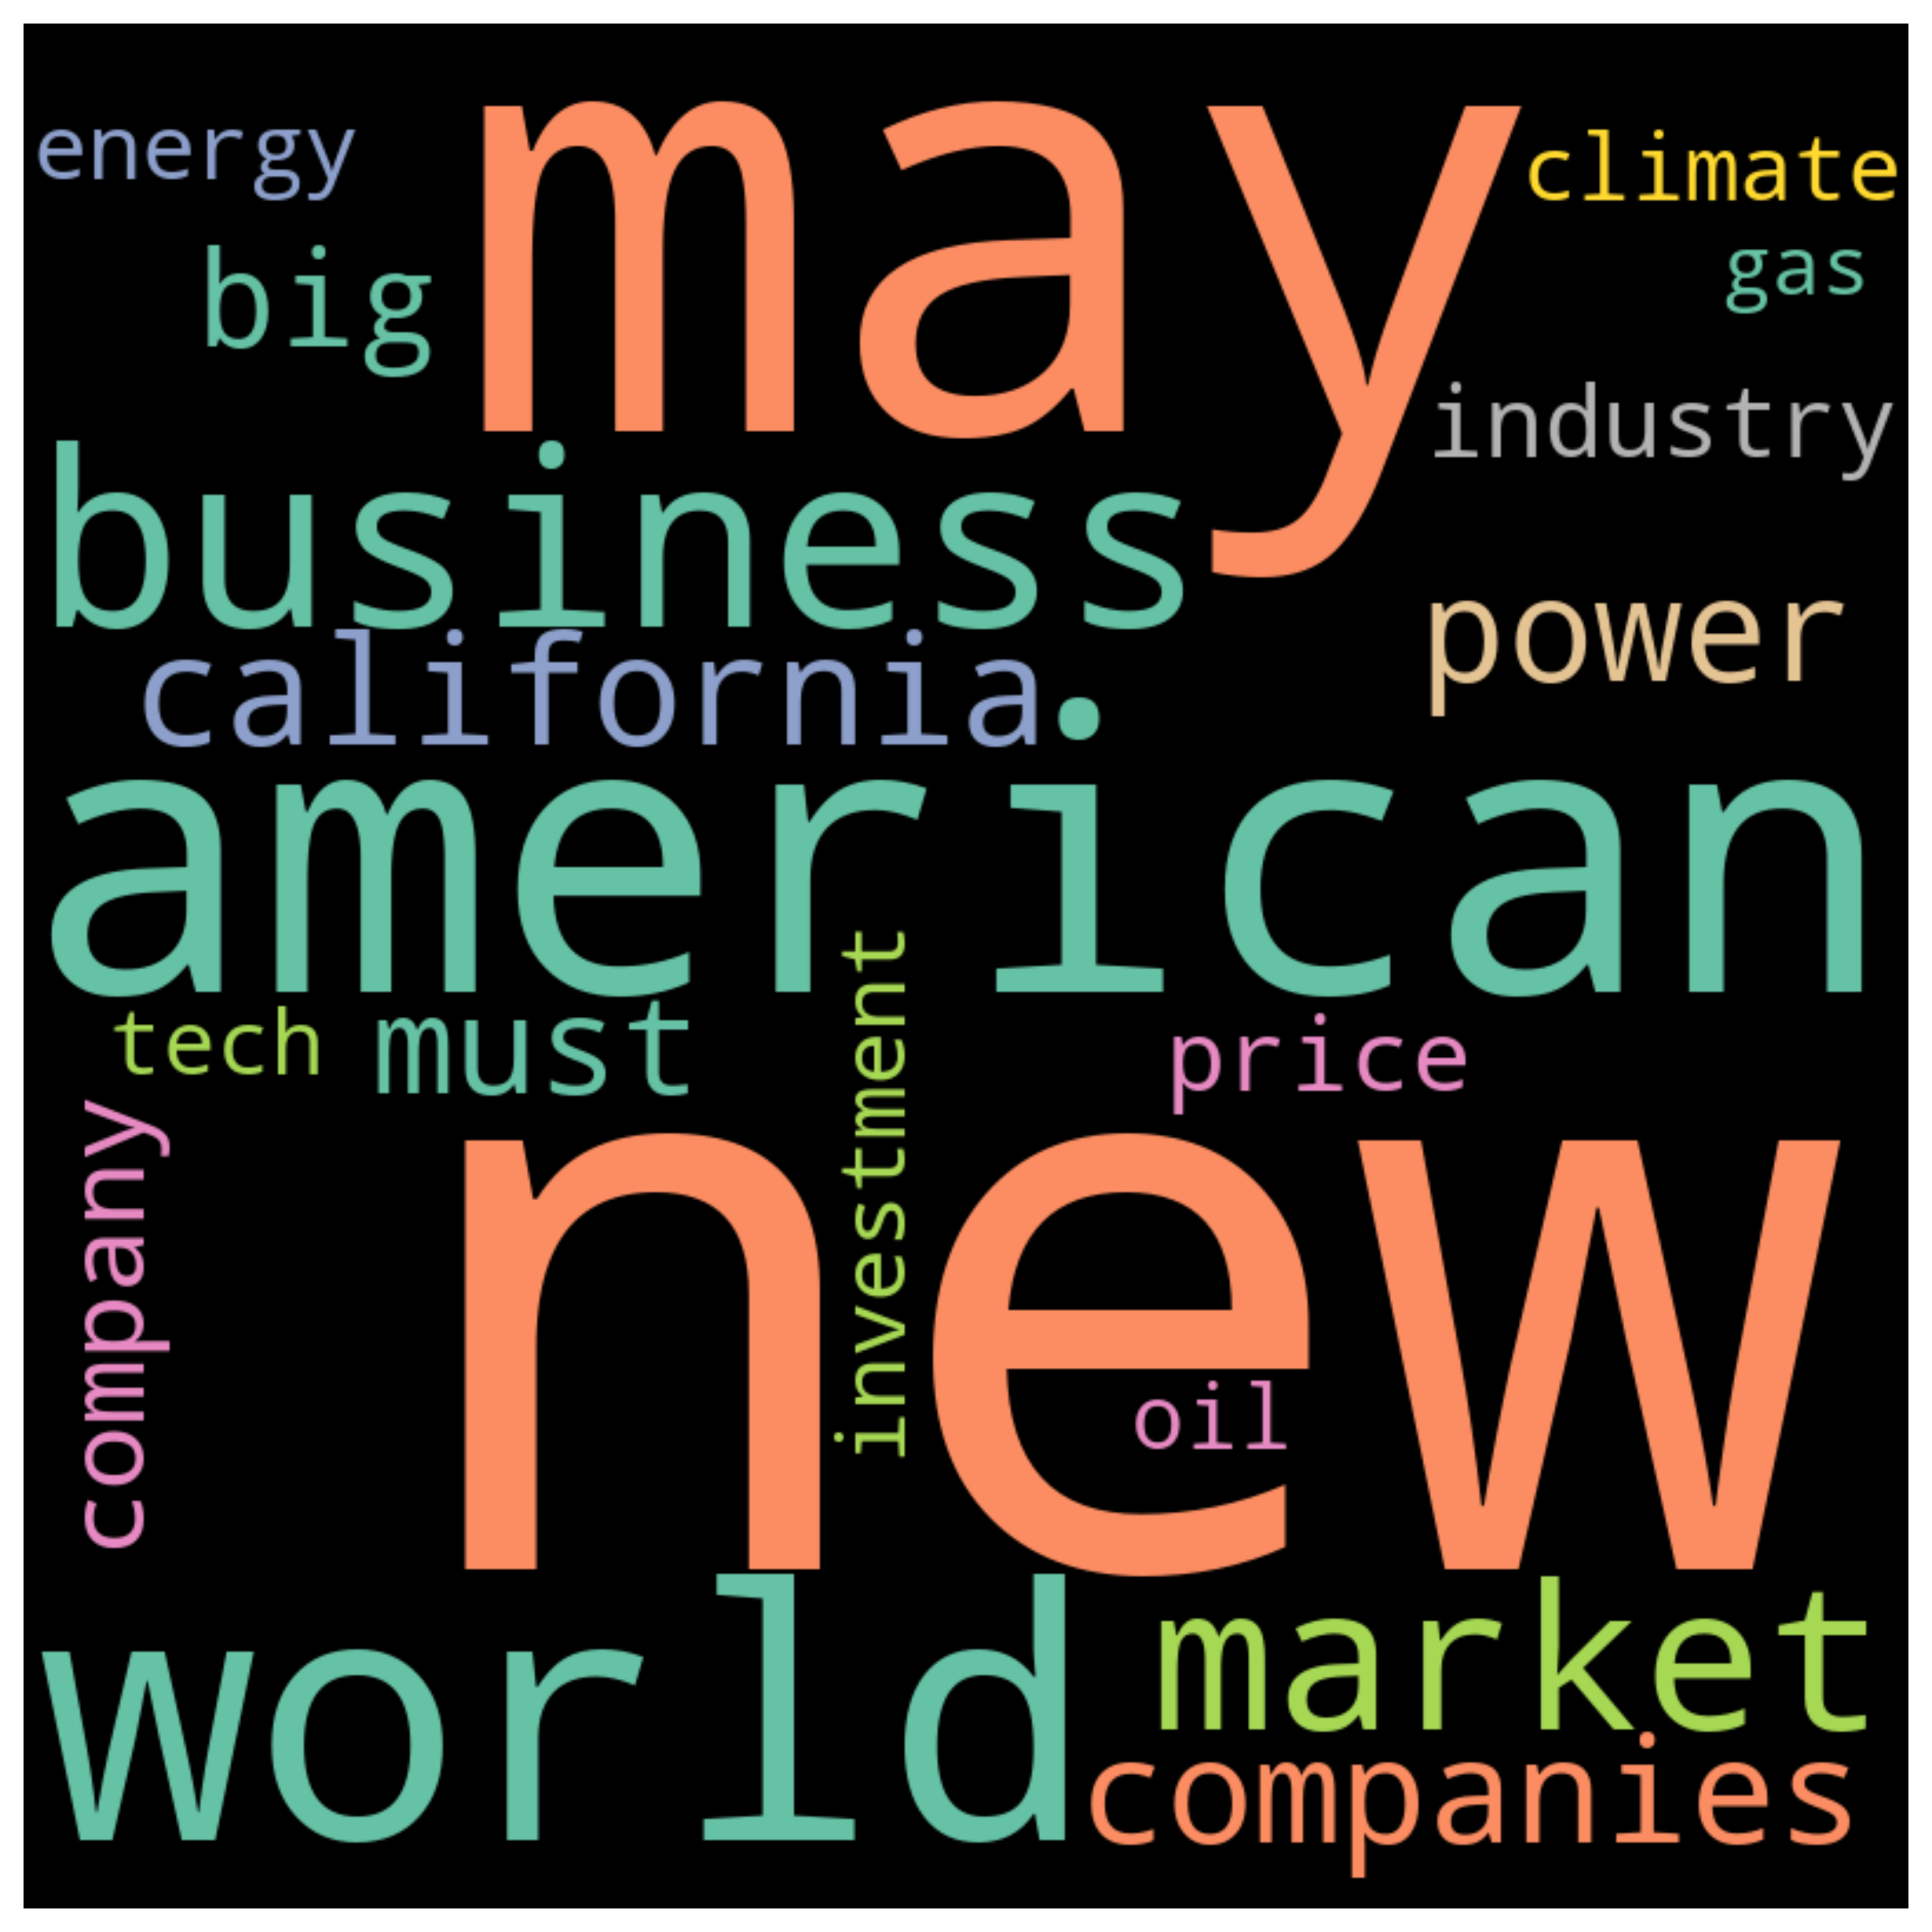 may
energy
climate
big
gas
industry
business
power
california
american
tech
must
price
investment
company
new
oil
world
market
companies